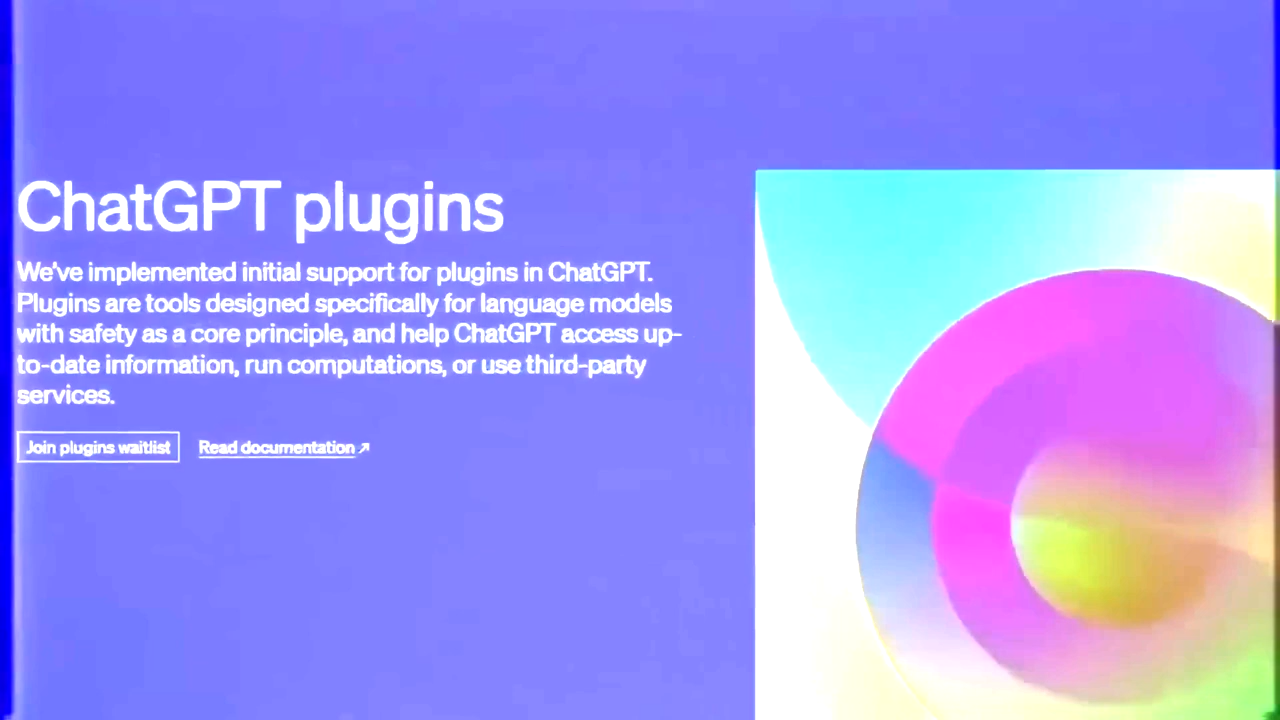 ChatGPT plugins
We've implemented initial support for plugins in ChatGPT.
Plugins are tools designed specifically for language models
with safety as a core principle, and help ChatGPT access up-
to-date information, run computations, or use third-party
services.
Join plugins waitlist Read documentation ↗